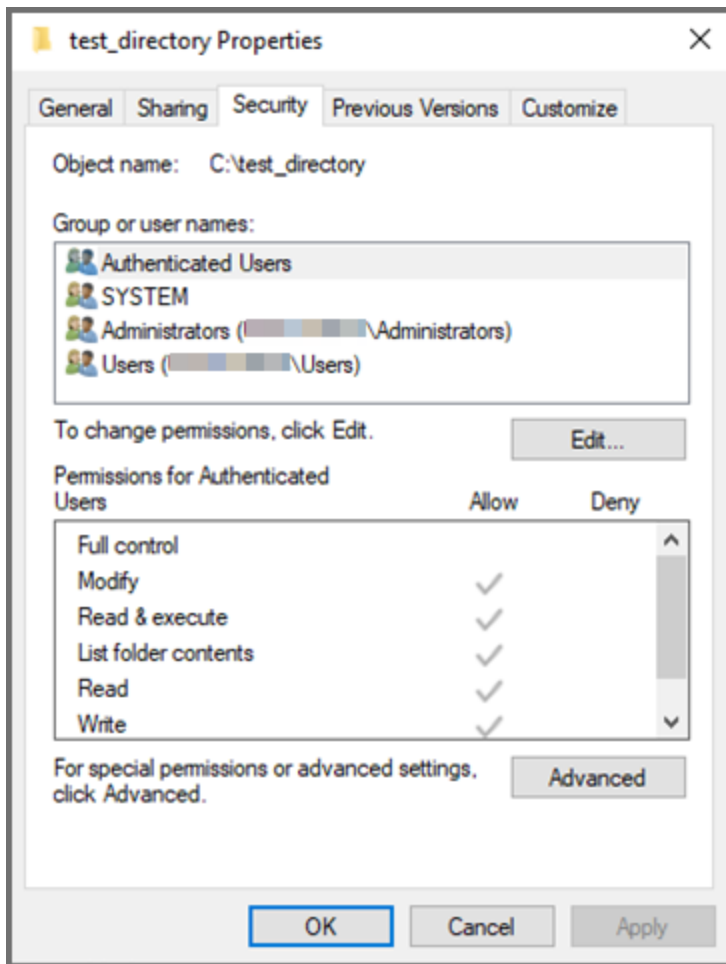 test_directory Properties
General Sharing Security Previous Versions Customize
Object name: C:\test_directory
Group or user names:
Authenticated Users
SYSTEM
Administrators (\Administrators)
Users (\Users)
To change permissions, click Edit.
Edit...
Permissions for Authenticated
Users Allow Deny
Full control
Modify
Read & execute
List folder contents
Read
Write
For special permissions or advanced settings,
click Advanced.
Advanced
OK Cancel Apply